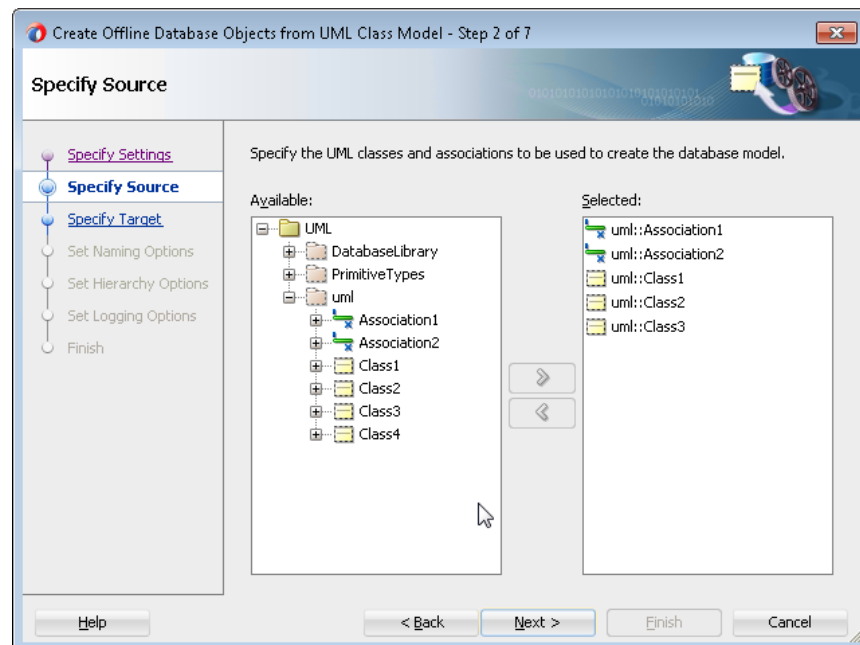 Create Offline Database Objects from UML Class Model - Step 2 of 7
Specify Source
Specify Settings
Specify Source
Specify Target
Set Naming Options
Set Hierarchy Options
Set Logging Options
Finish
Specify the UML classes and associations to be used to create the database model.
Available:
UML
DatabaseLibrary
PrimitiveTypes
uml
Association1
Association2
Class1
Class2
Class3
Class4
Selected:
uml::Association1
uml::Association2
uml::Class1
uml::Class2
uml::Class3
Help
< Back
Next >
Finish
Cancel